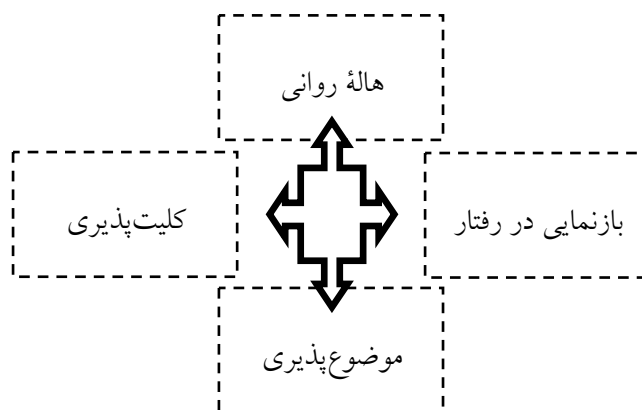 هالهٔ روانی
بازنمایی در رفتار
کلیت‌پذیری
موضوع‌پذیری